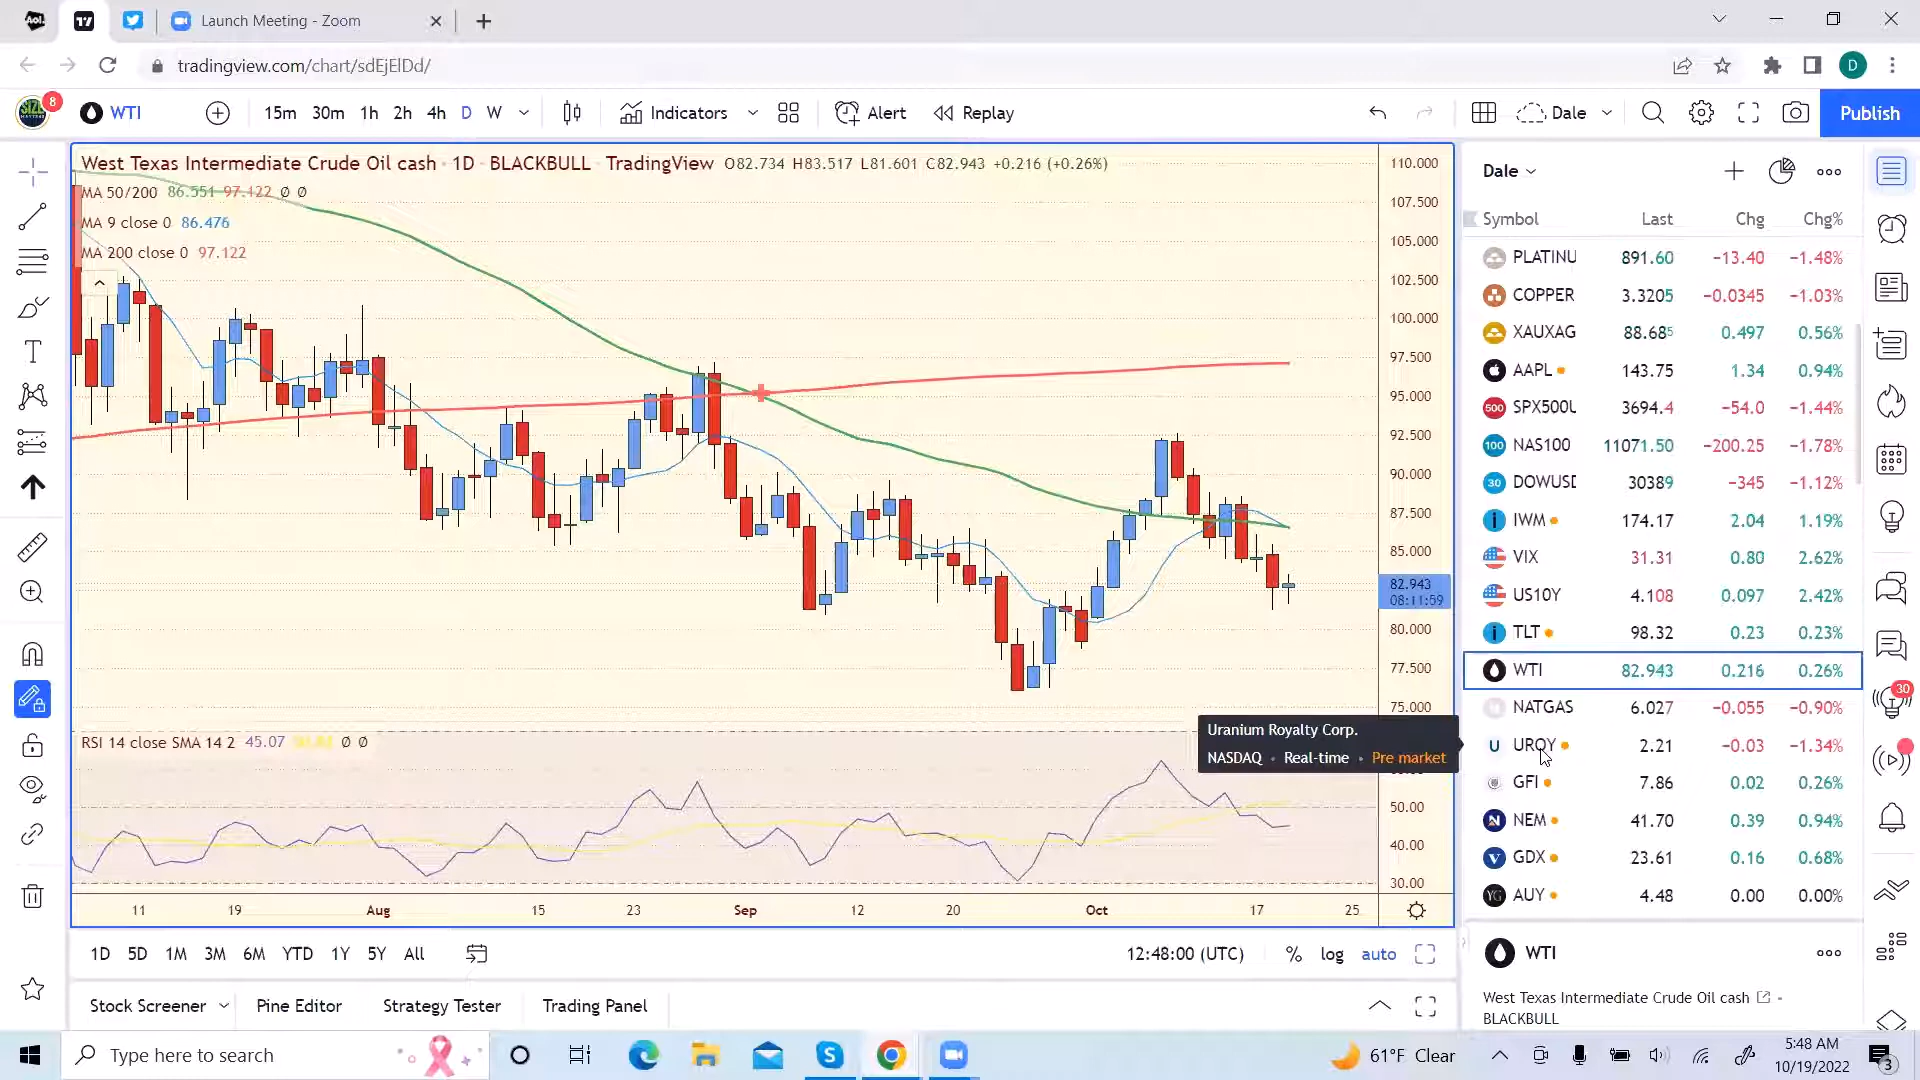 Aol.
Launch Meeting - Zoom
tradingview.com/chart/sdEjElDd/
D
8
WTI
15m 30m 1h 2h 4h D W
Indicators
Alert
Replay
Dale
Publish
West Texas Intermediate Crude Oil cash · 1D · BLACKBULL · TradingView O82.734 H83.517 L81.601 C82.943 +0.216 (+0.26%)
MA 50/200 86.551 97.122 Ø Ø
MA 9 close 0 86.476
MA 200 close 0 97.122
110.000
107.500
105.000
102.500
100.000
97.500
95.000
92.500
90.000
87.500
85.000
82.943
08:11:59
80.000
77.500
75.000
RSI 14 close SMA 14 2 45.07 Ø Ø
50.00
40.00
30.00
11 19 Aug 15 23 Sep 12 20 Oct 17 25
1D 5D 1M 3M 6M YTD 1Y 5Y All
12:48:00 (UTC) % log auto
Stock Screener Pine Editor Strategy Tester Trading Panel
Dale
Symbol Last Chg Chg%
PLATINU 891.60 −13.40 −1.48%
COPPER 3.3205 −0.0345 −1.03%
XAUXAG 88.685 0.497 0.56%
AAPL 143.75 1.34 0.94%
500 SPX500U 3694.4 −54.0 −1.44%
100 NAS100 11071.50 −200.25 −1.78%
30 DOWUSD 30389 −345 −1.12%
IWM 174.17 2.04 1.19%
VIX 31.31 0.80 2.62%
US10Y 4.108 0.097 2.42%
TLT 98.32 0.23 0.23%
WTI 82.943 0.216 0.26%
NATGAS 6.027 −0.055 −0.90%
U UROY 2.21 −0.03 −1.34%
GFI 7.86 0.02 0.26%
NEM 41.70 0.39 0.94%
GDX 23.61 0.16 0.68%
YG AUY 4.48 0.00 0.00%
Uranium Royalty Corp.
NASDAQ • Real-time • Pre market
30
WTI
West Texas Intermediate Crude Oil cash
BLACKBULL
Type here to search
61°F Clear
5:48 AM
10/19/2022
3